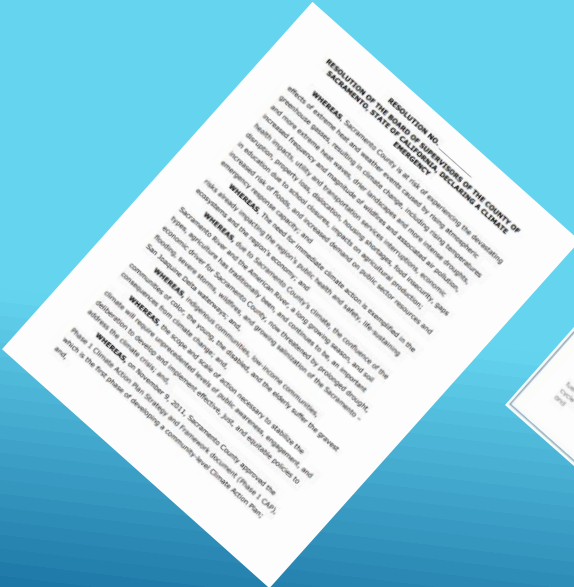 RESOLUTION NO.
RESOLUTION OF THE BOARD OF SUPERVISORS OF THE COUNTY OF
SACRAMENTO, STATE OF CALIFORNIA, DECLARING A CLIMATE
EMERGENCY
WHEREAS, Sacramento County is at risk of experiencing the devastating
effects of extreme heat and weather events caused by rising atmospheric
greenhouse gasses, resulting in climate change, including rising temperatures
and more extreme heat waves, drier landscapes and more intense droughts,
increased frequency and magnitude of wildfires and associated air pollution,
health impacts, utility and transportation services interruptions, economic
disruption, property loss, dislocation, housing shortages, food insecurity, gaps
in education due to school closures, impacts to agricultural production,
increased risk of floods, and increased demand on public sector resources and
emergency response capacity; and
WHEREAS, The need for immediate climate action is exemplified in the
risks already impacting the region's public health and safety, life sustaining
ecosystems and the region's economy; and
WHEREAS, due to Sacramento County's climate, the confluence of the
Sacramento River and the American River, a long growing season, and soil
types, agriculture has traditionally been, and continues to be, an important
economic driver for Sacramento County, now threatened by prolonged drought,
flooding, severe storms, wildfires, and growing salinisation on the Sacramento –
San Joaquin Delta waterways; and,
WHEREAS, indigenous communities, low-income communities,
communities of color, the young, the disabled, and the elderly suffer the gravest
consequences of climate change; and,
WHEREAS, the scope and scale of action necessary to stabilize the
climate will require unprecedented levels of public awareness, engagement, and
deliberation to develop and implement effective, just, and equitable policies to
address the climate crisis; and,
WHEREAS, on November 9, 2011, Sacramento County approved the
Phase 1 Climate Action Plan Strategy and Framework document (Phase 1 CAP),
which is the first phase of developing a community-level Climate Action Plan;
and,
and